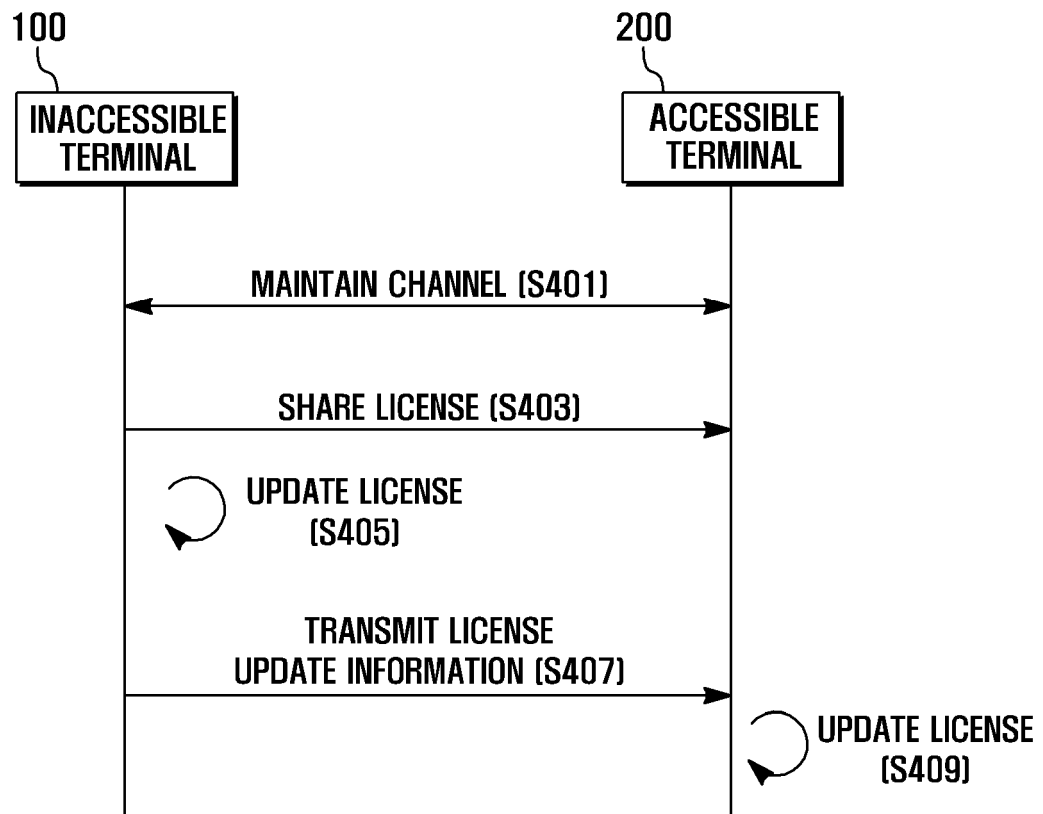 100
200
INACCESSIBLE
TERMINAL
ACCESSIBLE
TERMINAL
MAINTAIN CHANNEL (S401)
SHARE LICENSE (S403)
UPDATE LICENSE
(S405)
TRANSMIT LICENSE
UPDATE INFORMATION (S407)
UPDATE LICENSE
(S409)